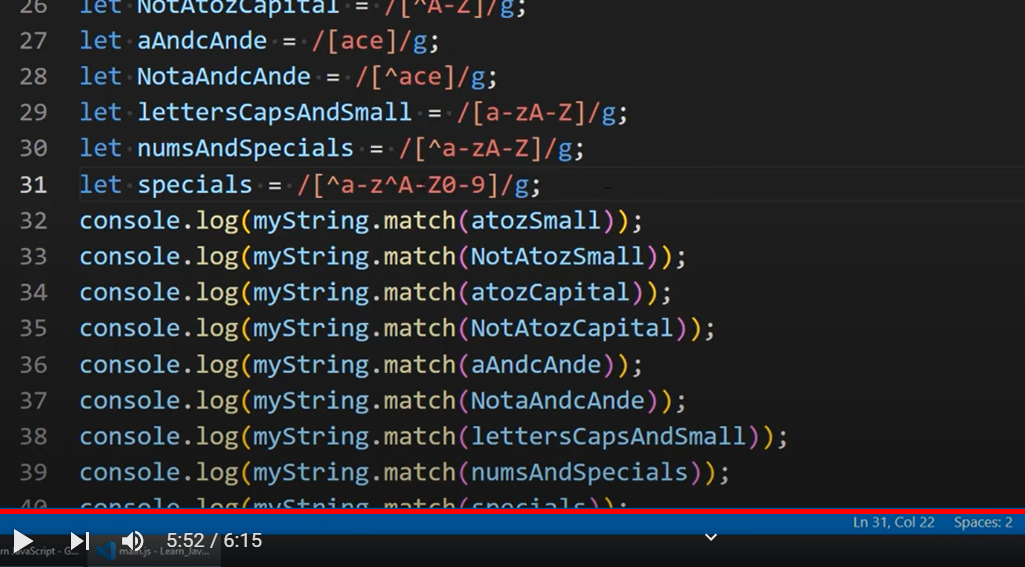 26 let NotAtozCapital = /[^A-Z]/g;
27 let aAndcAnde = /[ace]/g;
28 let NotaAndcAnde = /[^ace]/g;
29 let lettersCapsAndSmall = /[a-zA-Z]/g;
30 let numsAndSpecials = /[^a-zA-Z]/g;
31 let specials = /[^a-z^A-Z0-9]/g;
32 console.log(myString.match(atozSmall));
33 console.log(myString.match(NotAtozSmall));
34 console.log(myString.match(atozCapital));
35 console.log(myString.match(NotAtozCapital));
36 console.log(myString.match(aAndcAnde));
37 console.log(myString.match(NotaAndcAnde));
38 console.log(myString.match(lettersCapsAndSmall));
39 console.log(myString.match(numsAndSpecials));
40 console.log(myString.match(specials));
Ln 31, Col 22 Spaces: 2
5:52 / 6:15
rn JavaScript - G... main.js - Learn_Jav...